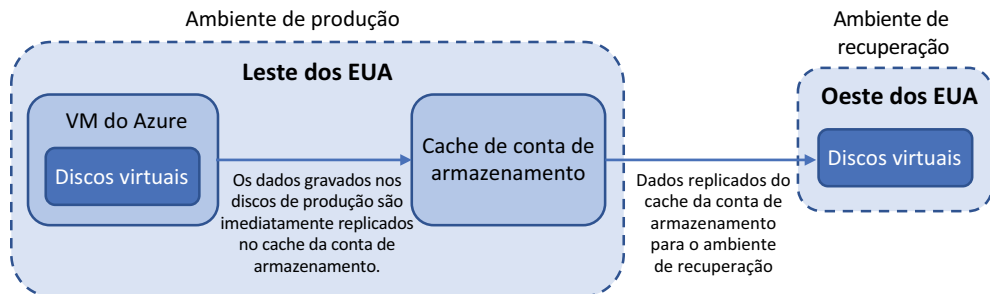 Ambiente de produção
Ambiente de
recuperação
Leste dos EUA
Oeste dos EUA
VM do Azure
Discos virtuais
Cache de conta de
armazenamento
Discos virtuais
Os dados gravados nos
discos de produção são
imediatamente replicados
no cache da conta de
armazenamento.
Dados replicados do
cache da conta de
armazenamento
para o ambiente
de recuperação